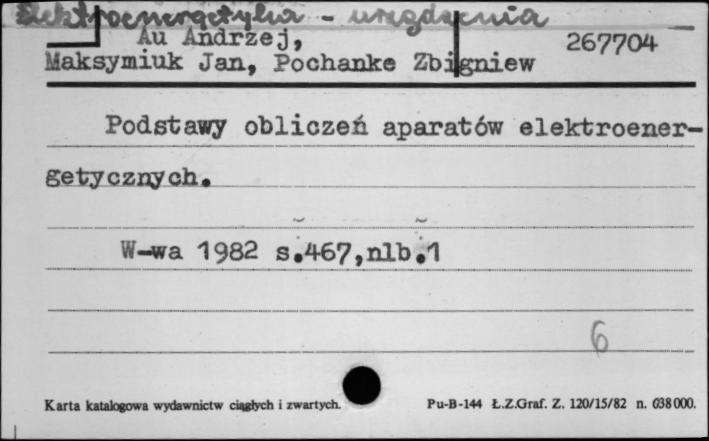 Elektroenergetyka - urządzenia
Au Andrzej, 267704
Maksymiuk Jan, Pochanke Zbigniew
Podstawy obliczeń aparatów elektroener-
getycznych.
W-wa 1982 s.467,nlb.1
6
Karta katalogowa wydawnictw ciągłych i zwartych. Pu-B-144 Ł.Z.Graf. Z. 120/15/82 n. 638000.